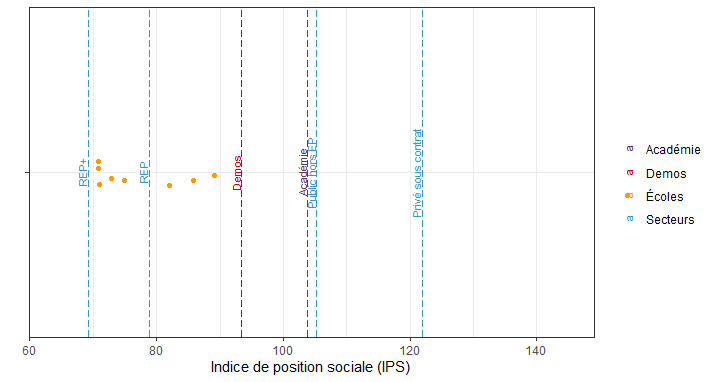 REP+
REP
Demos
Académie
Public hors EP
Privé sous contrat
60
80
100
120
140
Indice de position sociale (IPS)
a Académie
a Demos
a Écoles
a Secteurs